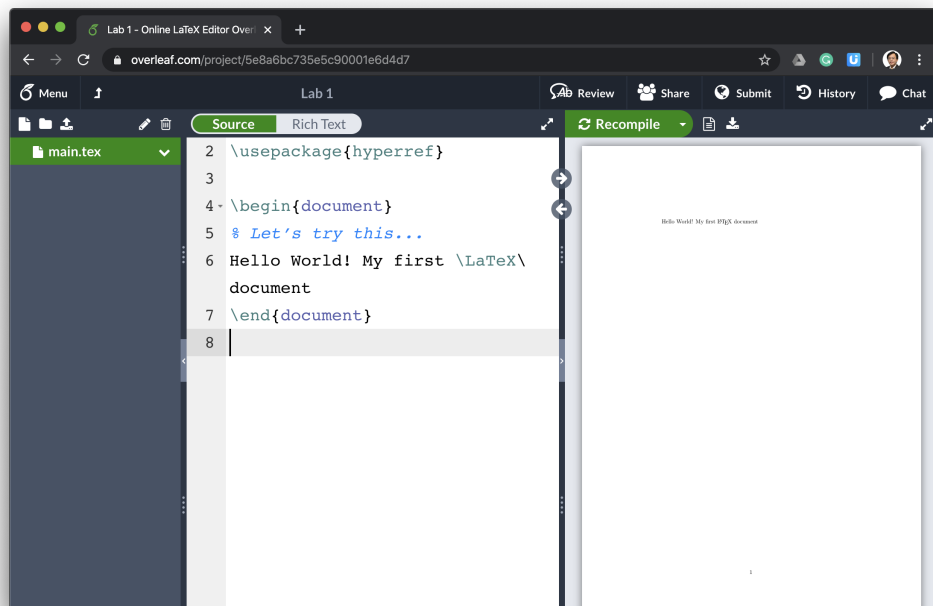 Lab 1 - Online LaTeX Editor Over
overleaf.com/project/5e8a6bc735e5c90001e6d4d7
Menu Lab 1 Review Share Submit History Chat
Source Rich Text Recompile
main.tex
2 \usepackage{hyperref}
3
4 \begin{document}
5 % Let's try this...
6 Hello World! My first \LaTeX\
document
7 \end{document}
8
Hello World! My first LATEX document
1